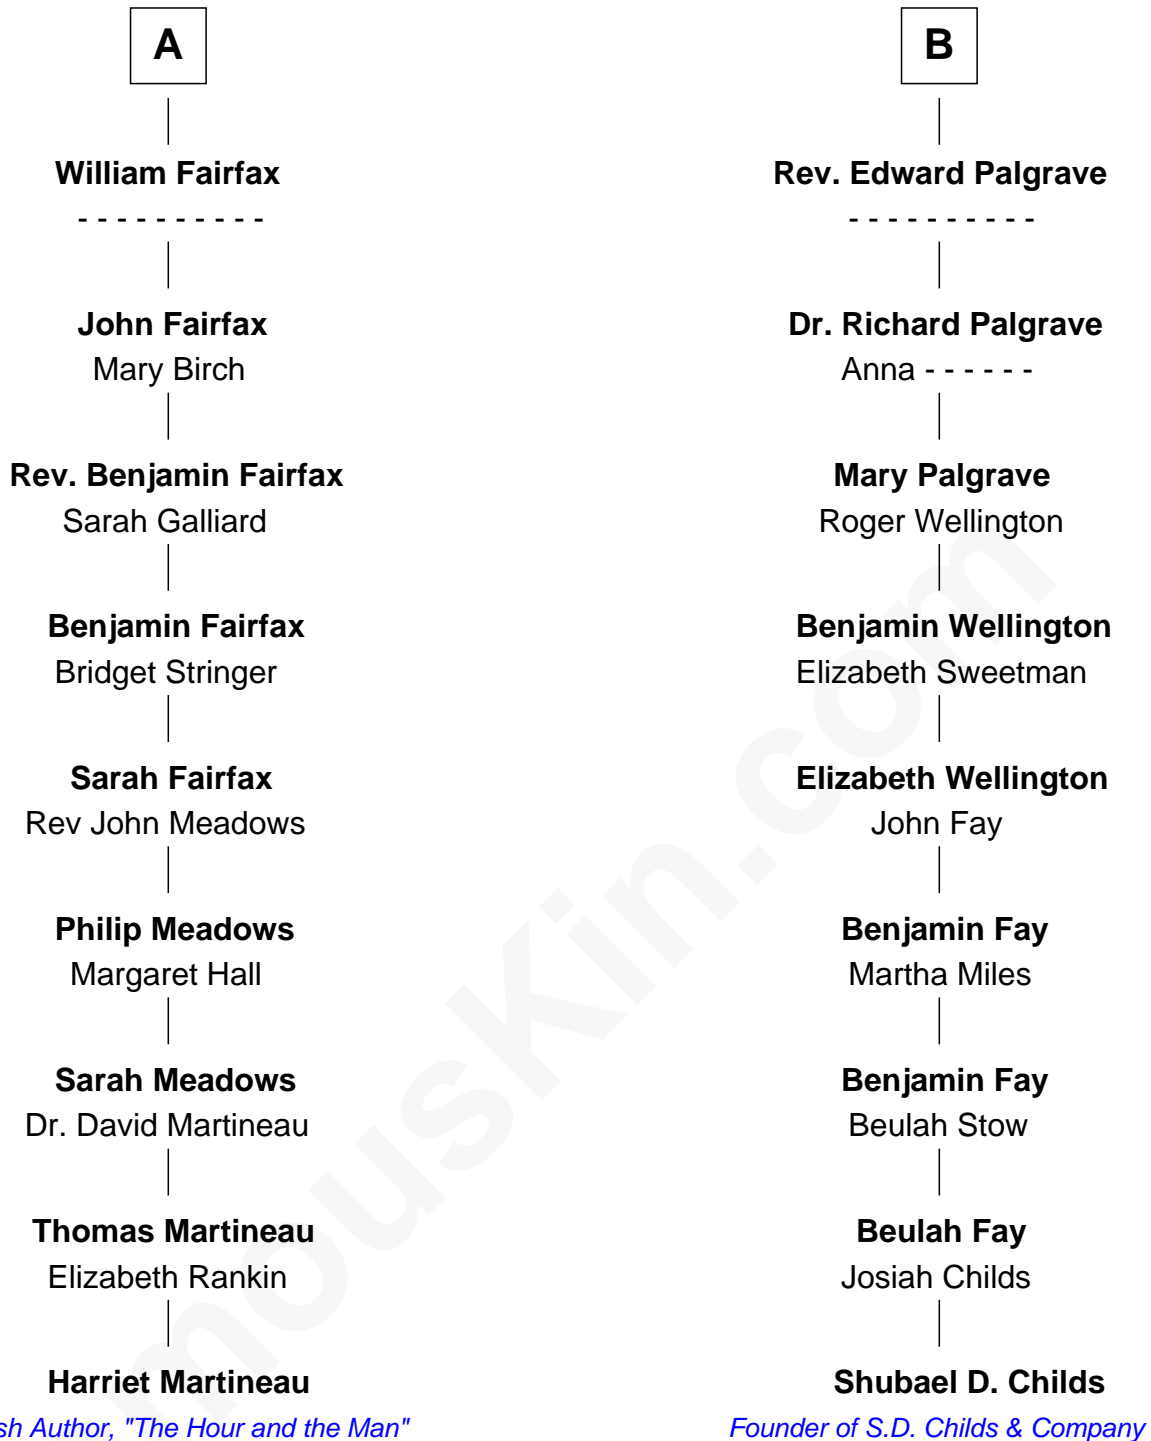 A
William Fairfax
- - - - - - - - - -
John Fairfax
Mary Birch
Rev. Benjamin Fairfax
Sarah Galliard
Benjamin Fairfax
Bridget Stringer
Sarah Fairfax
Rev John Meadows
Philip Meadows
Margaret Hall
Sarah Meadows
Dr. David Martineau
Thomas Martineau
Elizabeth Rankin
Harriet Martineau
sh Author, "The Hour and the Man"
B
Rev. Edward Palgrave
- - - - - - - - - -
Dr. Richard Palgrave
Anna - - - - - -
Mary Palgrave
Roger Wellington
Benjamin Wellington
Elizabeth Sweetman
Elizabeth Wellington
John Fay
Benjamin Fay
Martha Miles
Benjamin Fay
Beulah Stow
Beulah Fay
Josiah Childs
Shubael D. Childs
Founder of S.D. Childs & Company
mousKin.com